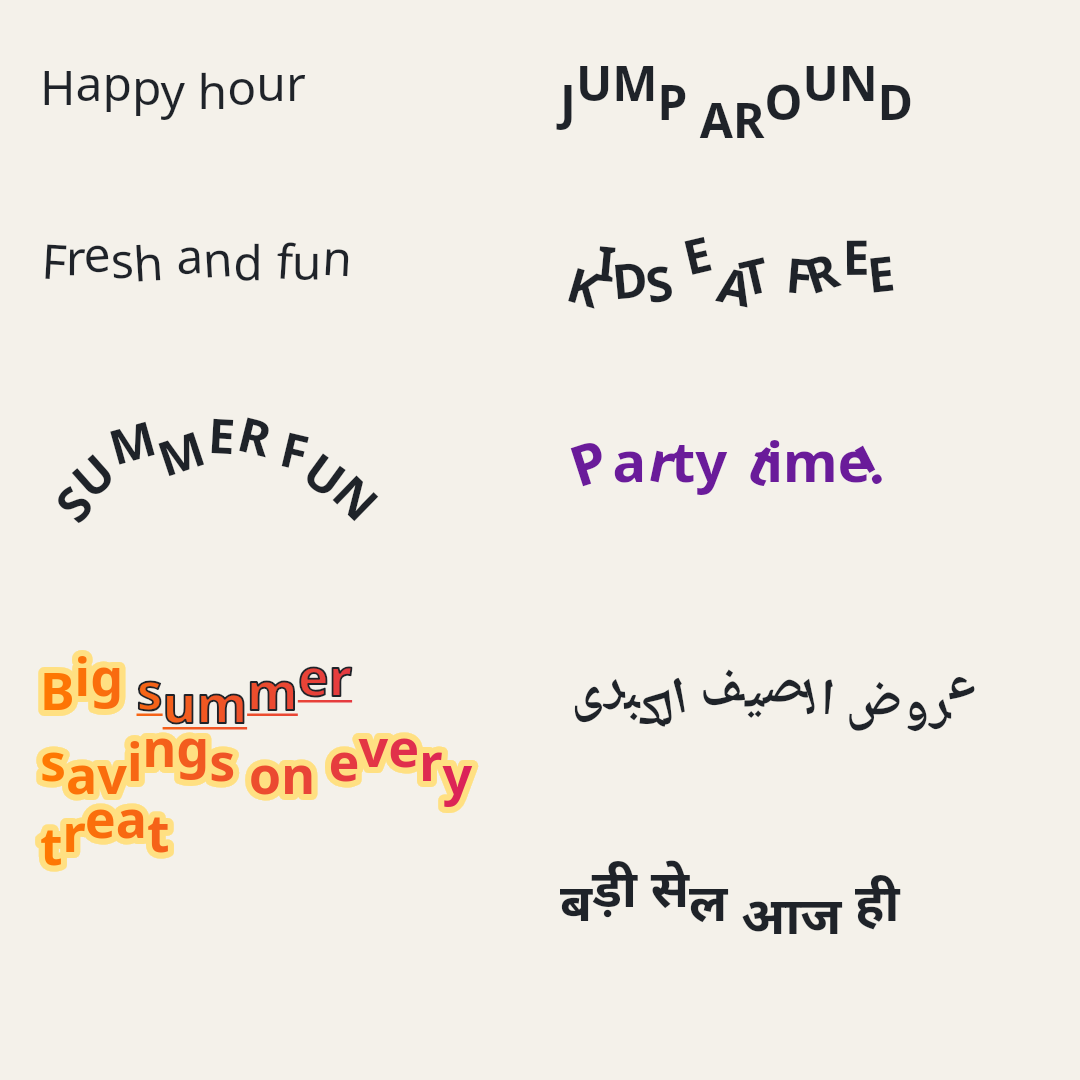 Happy hour
JUMP AROUND
Fresh and fun
KIDS EAT FREE
SUMMER FUN
Party time.
Big summer
savings on every
treat
عروض الصيف الكبرى
बड़ी सेल आज ही